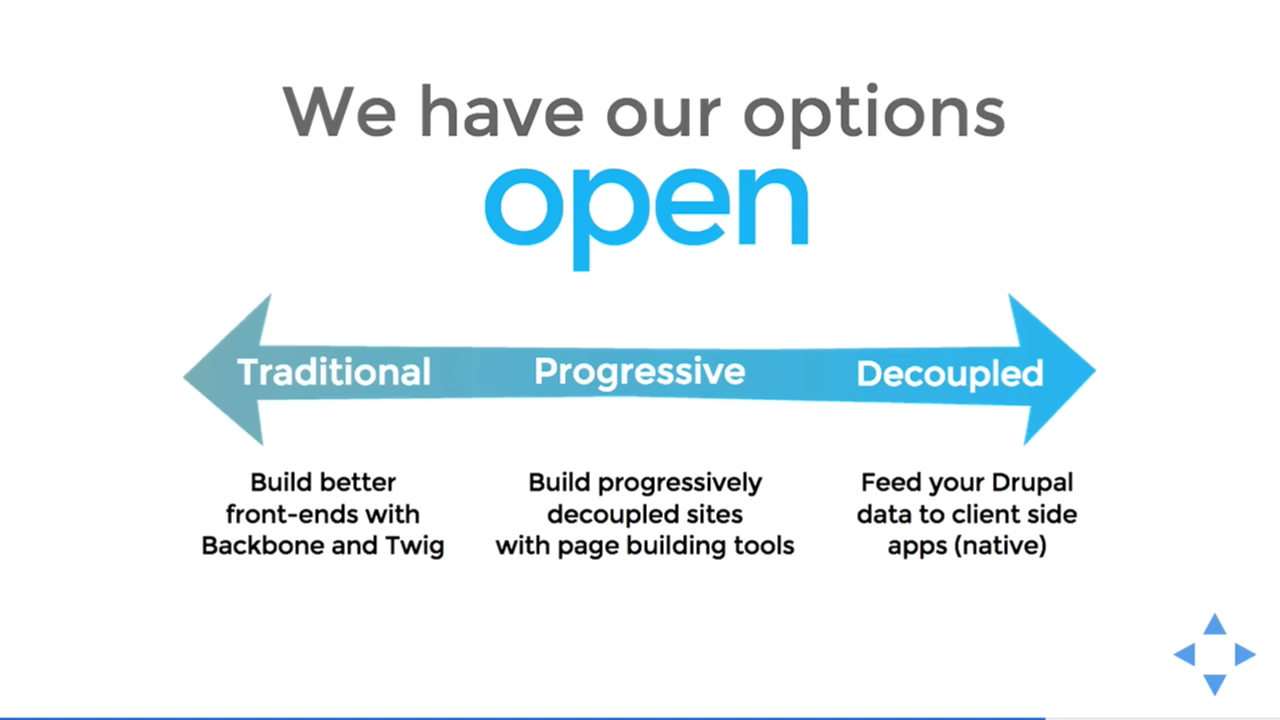 We have our options
open
Traditional
Progressive
Decoupled
Build better
front-ends with
Backbone and Twig
Build progressively
decoupled sites
with page building tools
Feed your Drupal
data to client side
apps (native)